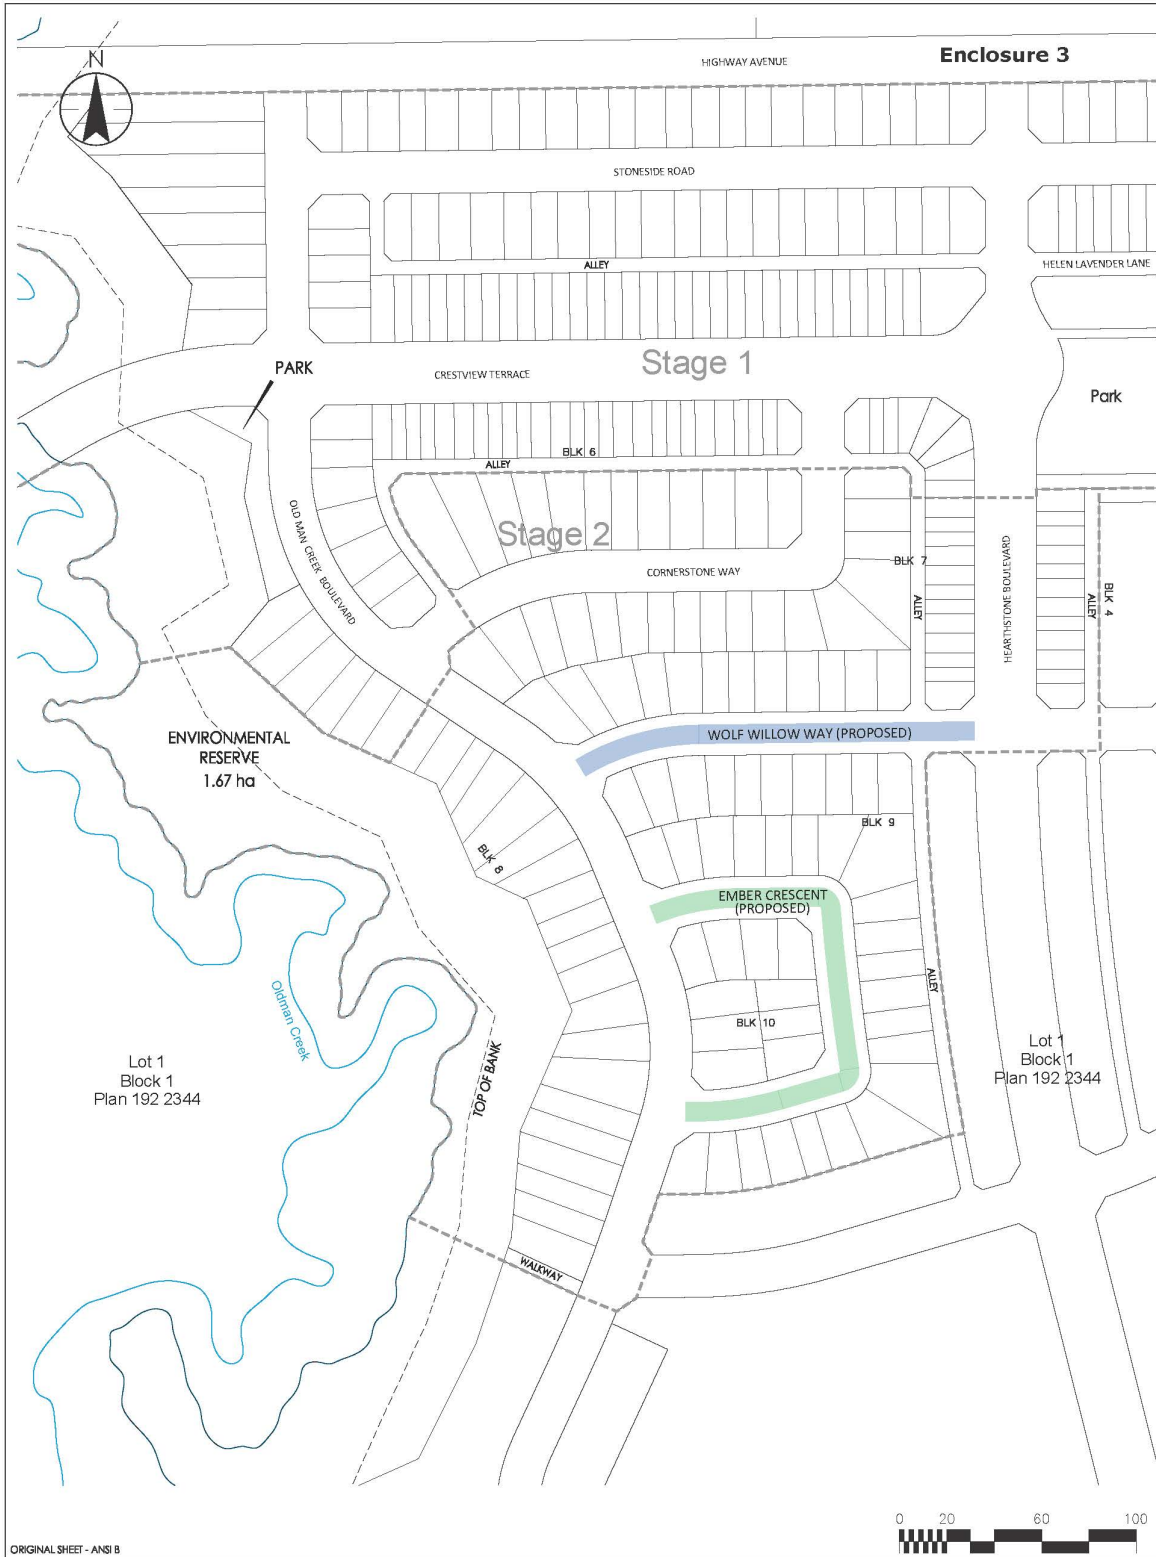 Enclosure 3
N
HIGHWAY AVENUE
STONESIDE ROAD
ALLEY
HELEN LAVENDER LANE
Stage 1
PARK
CRESTVIEW TERRACE
Park
BLK 6
ALLEY
OLD MAN CREEK BOULEVARD
Stage 2
CORNERSTONE WAY
BLK 7
ALLEY
HEARTHSTONE BOULEVARD
ALLEY
BLK 4
ENVIRONMENTAL
RESERVE
1.67 ha
WOLF WILLOW WAY (PROPOSED)
BLK 9
BLK 8
EMBER CRESCENT
(PROPOSED)
ALLEY
Oldman Creek
BLK 10
TOP OF BANK
Lot 1
Block 1
Plan 192 2344
Lot 1
Block 1
Plan 192 2344
WALKWAY
0 20 60 100
ORIGINAL SHEET - ANSI B